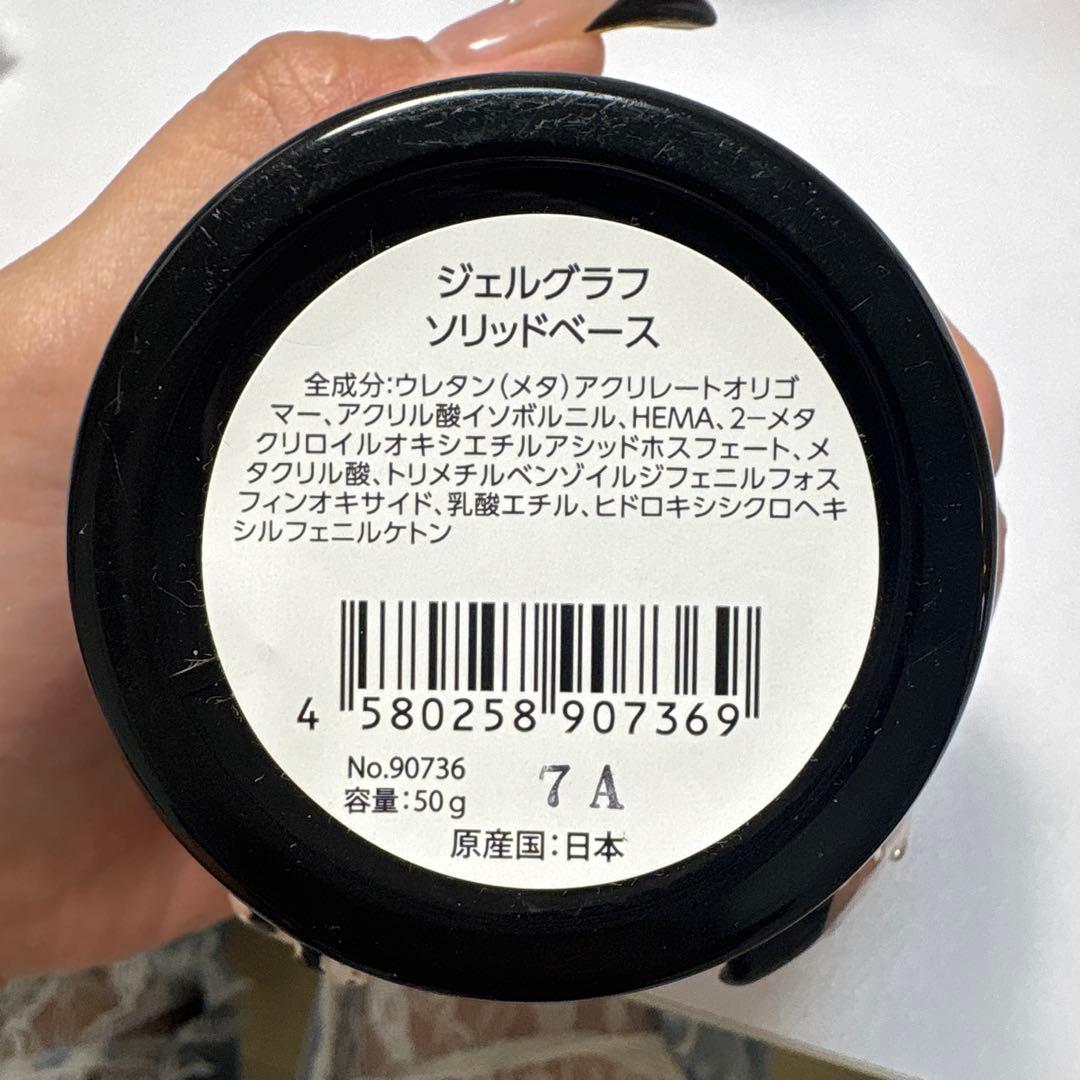 ジェルグラフ
ソリッドベース
全成分:ウレタン(メタ)アクリレートオリゴ
マー、アクリル酸イソボルニル、HEMA、2-メタ
クリロイルオキシエチルアシッドホスフェート、メ
タクリル酸、トリメチルベンゾイルジフェニルフォス
フィンオキサイド、乳酸エチル、ヒドロキシシクロヘキ
シルフェニルケトン
4 580258 907369
No.90736
容量:50g
7 A
原産国:日本